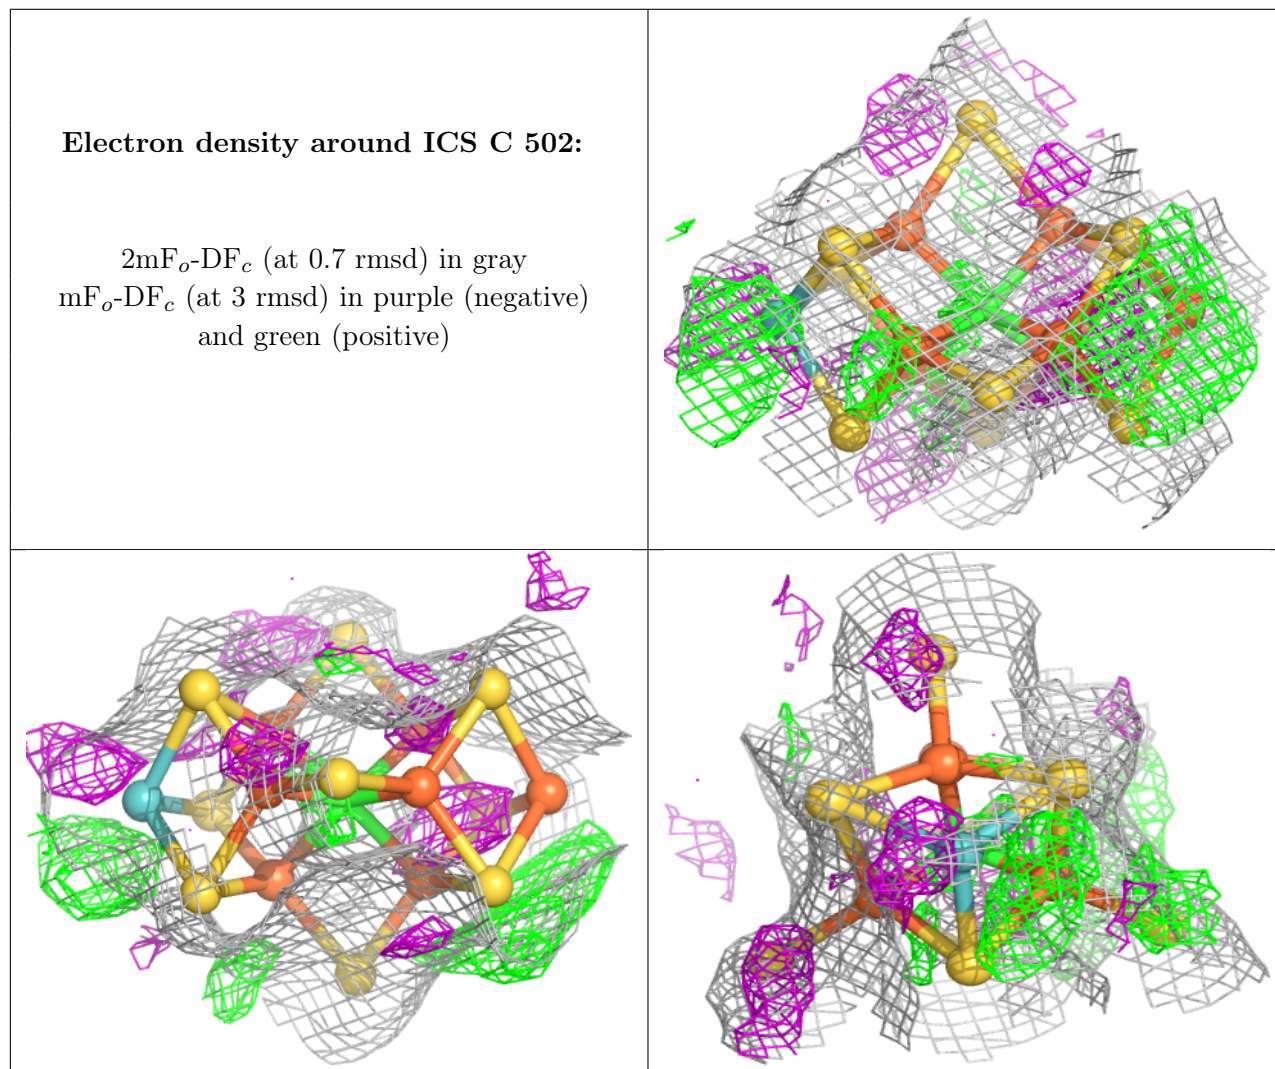 Electron density around ICS C 502:
2mFo-DFc (at 0.7 rmsd) in gray
mFo-DFc (at 3 rmsd) in purple (negative)
and green (positive)